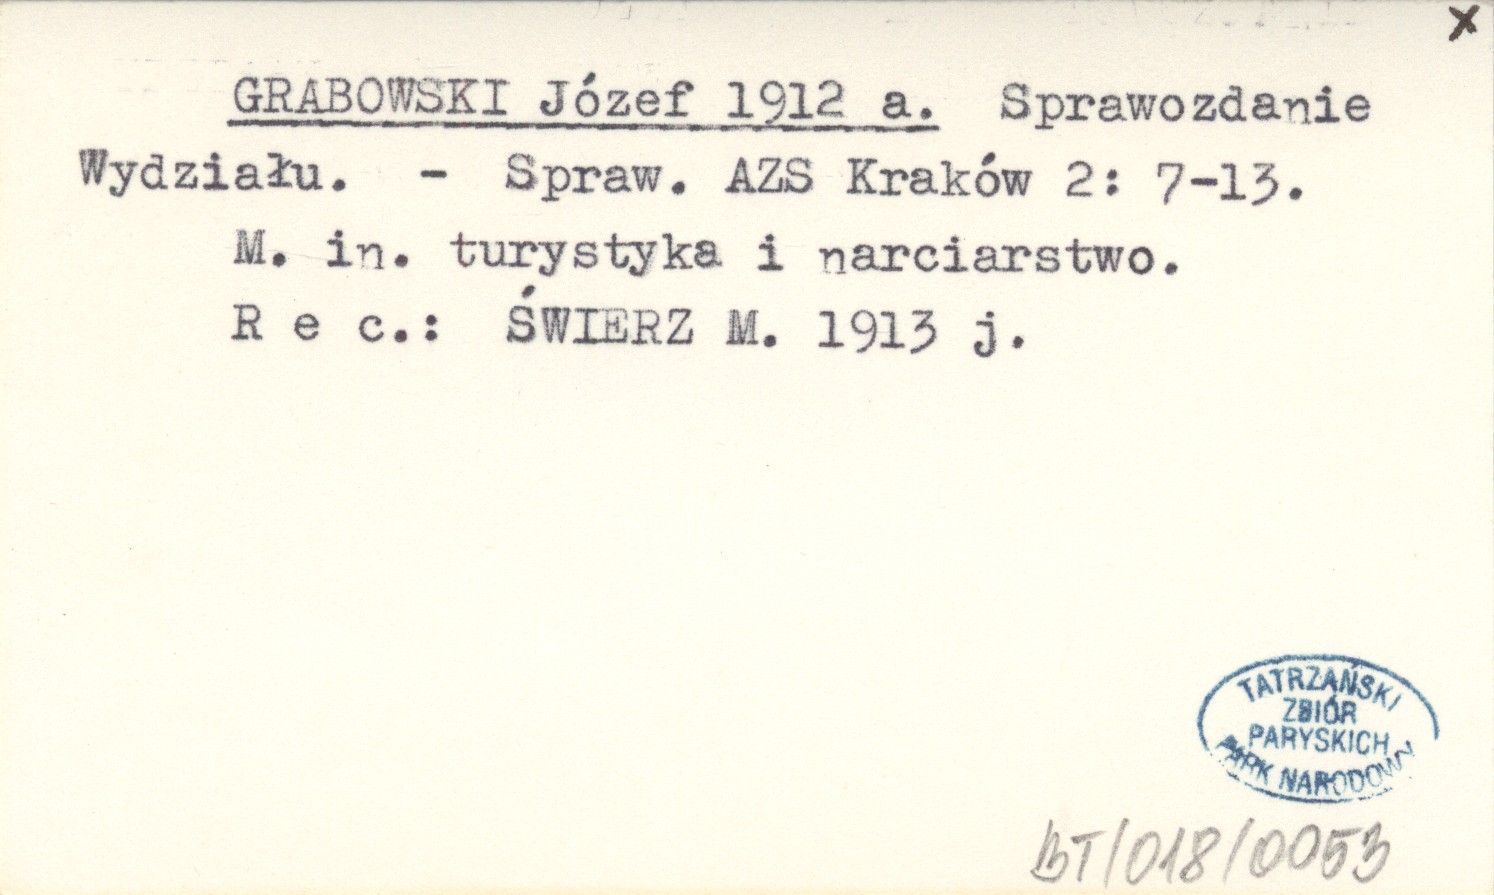 x
GRABOWSKI Józef 1912 a. Sprawozdanie
Wydziału. - Spraw. AZS Kraków 2: 7-13.
M. in. turystyka i narciarstwo.
R e c.: ŚWIERZ M. 1913 j.
TATRZAŃSKI
ZBIÓR
PARYSKICH
PARK NARODOWY
BT/018/0053